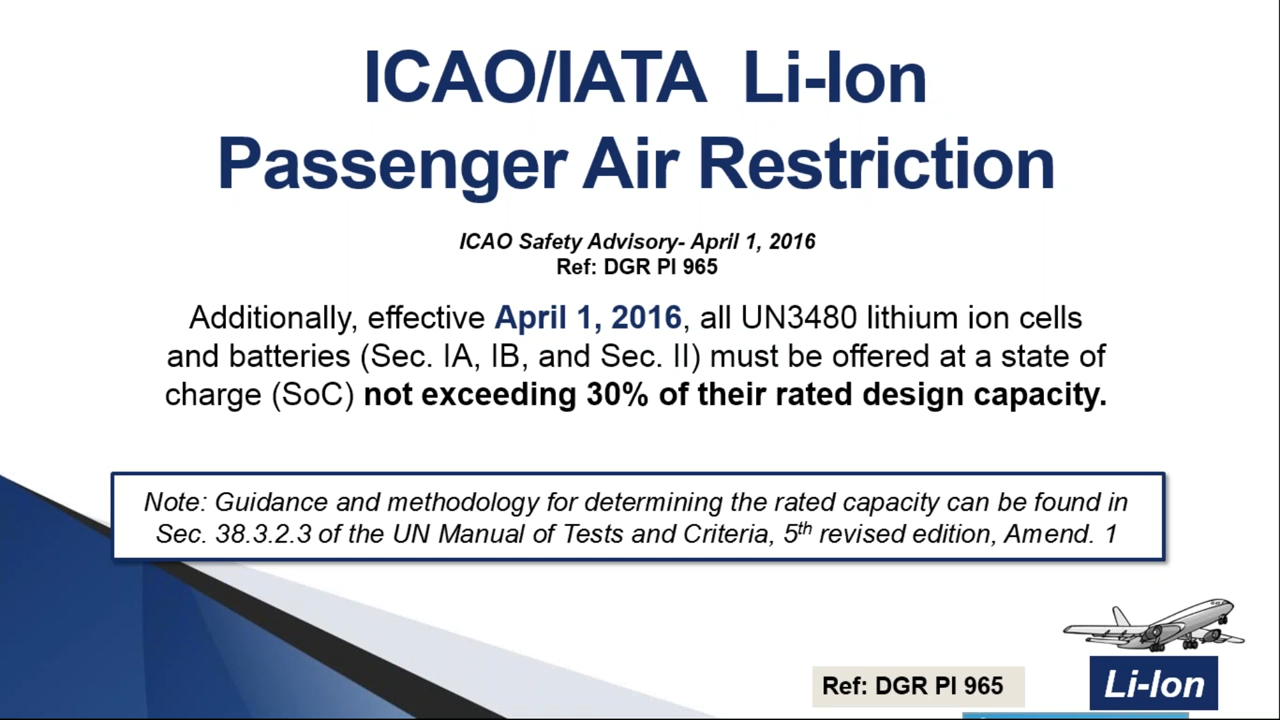 ICAO/IATA Li-Ion
Passenger Air Restriction
ICAO Safety Advisory- April 1, 2016
Ref: DGR PI 965
Additionally, effective April 1, 2016, all UN3480 lithium ion cells
and batteries (Sec. IA, IB, and Sec. II) must be offered at a state of
charge (SoC) not exceeding 30% of their rated design capacity.
Note: Guidance and methodology for determining the rated capacity can be found in
Sec. 38.3.2.3 of the UN Manual of Tests and Criteria, 5th revised edition, Amend. 1
Ref: DGR PI 965
Li-Ion